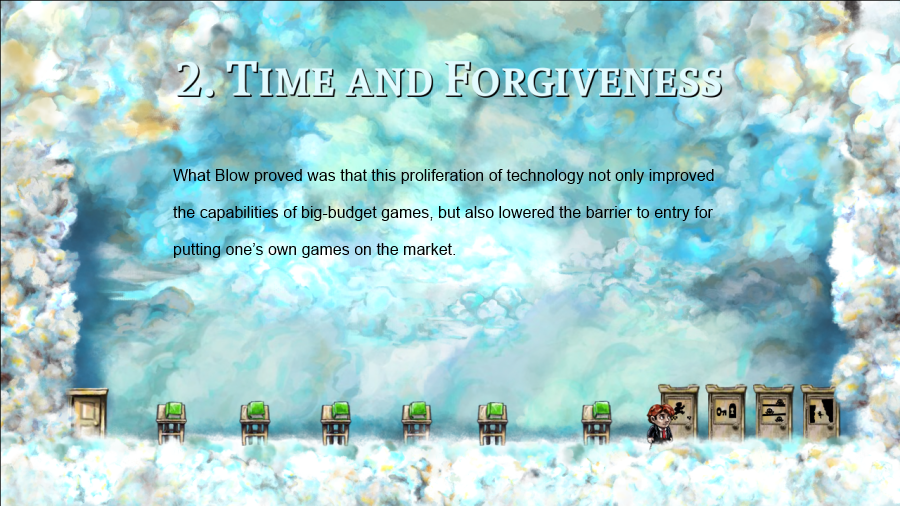 2. Time and Forgiveness
What Blow proved was that this proliferation of technology not only improved
the capabilities of big-budget games, but also lowered the barrier to entry for
putting one’s own games on the market.